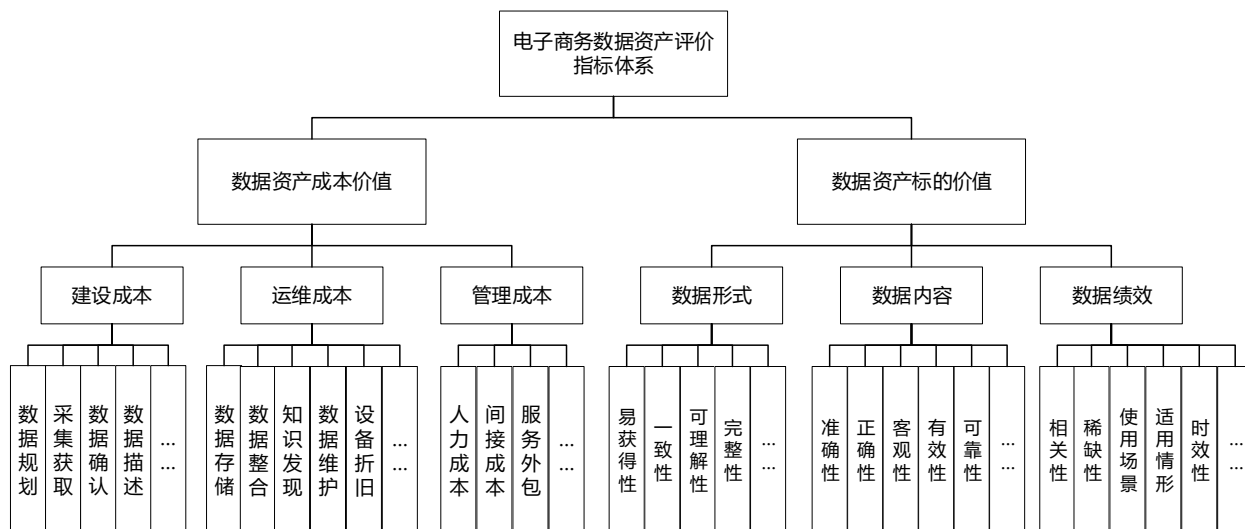 电子商务数据资产评价
指标体系
数据资产成本价值
数据资产标的价值
建设成本
运维成本
管理成本
数据形式
数据内容
数据绩效
数据规划
采集获取
数据确认
数据描述
……
数据存储
数据整合
知识发现
数据维护
设备折旧
……
人力成本
间接成本
服务外包
……
易获得性
一致性
可理解性
完整性
……
准确性
正确性
客观性
有效性
可靠性
……
相关性
稀缺性
使用场景
适用情形
时效性
……